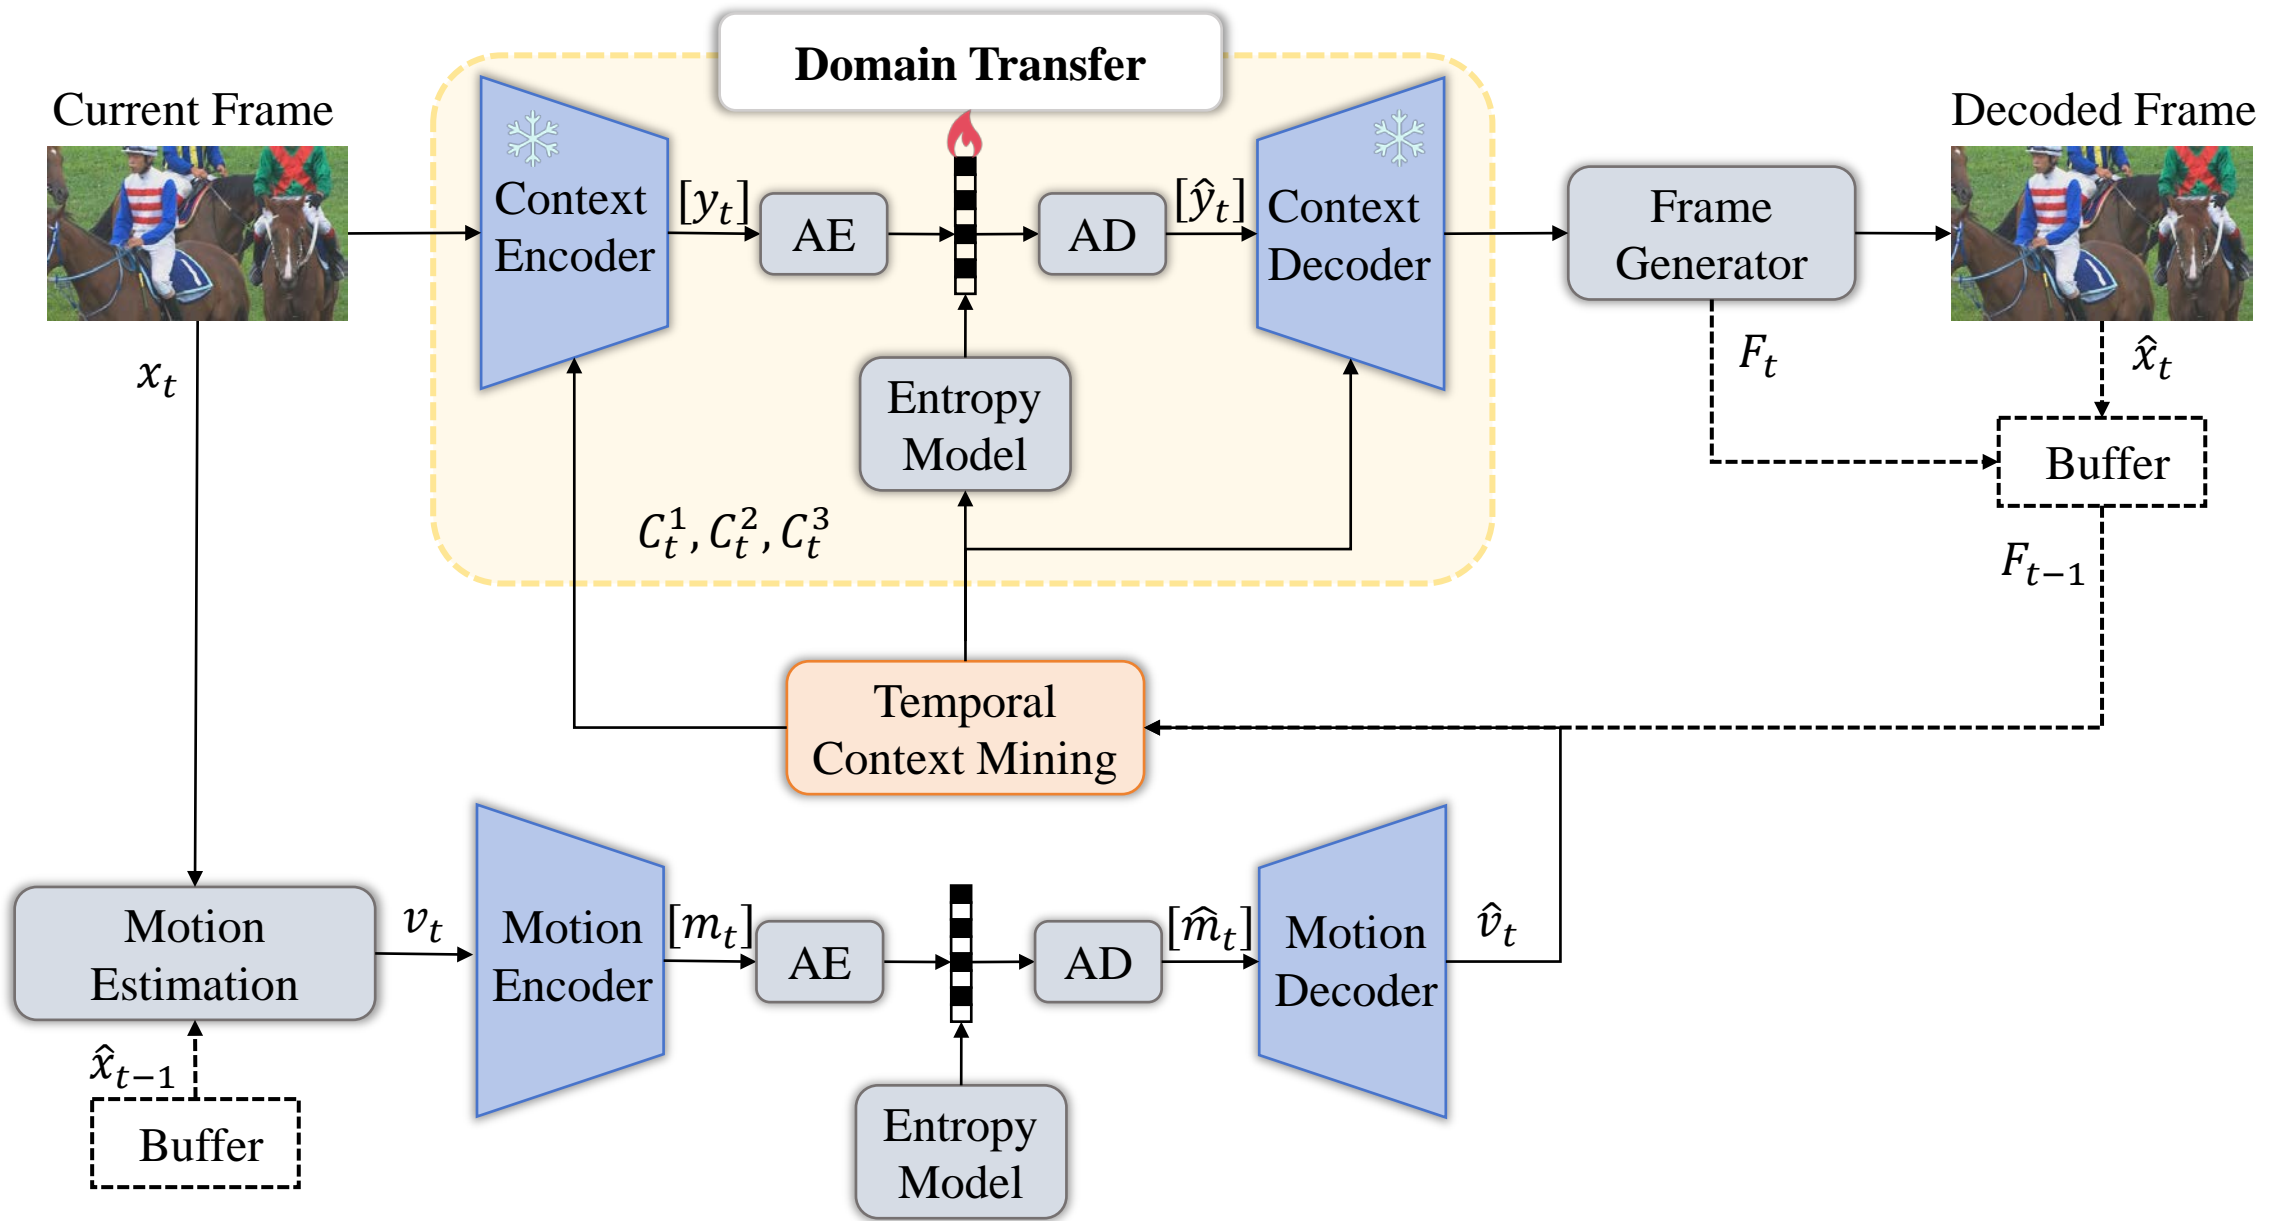 Domain Transfer
Current Frame
Decoded Frame
Context
Encoder
[y_t]
AE
AD
[ŷ_t]
Context
Decoder
Frame
Generator
x_t
F_t
x̂_t
Entropy
Model
Buffer
C_t^1, C_t^2, C_t^3
F_{t−1}
Temporal
Context Mining
Motion
Estimation
v_t
Motion
Encoder
[m_t]
AE
AD
[m̂_t]
Motion
Decoder
v̂_t
x̂_{t−1}
Buffer
Entropy
Model
1
1